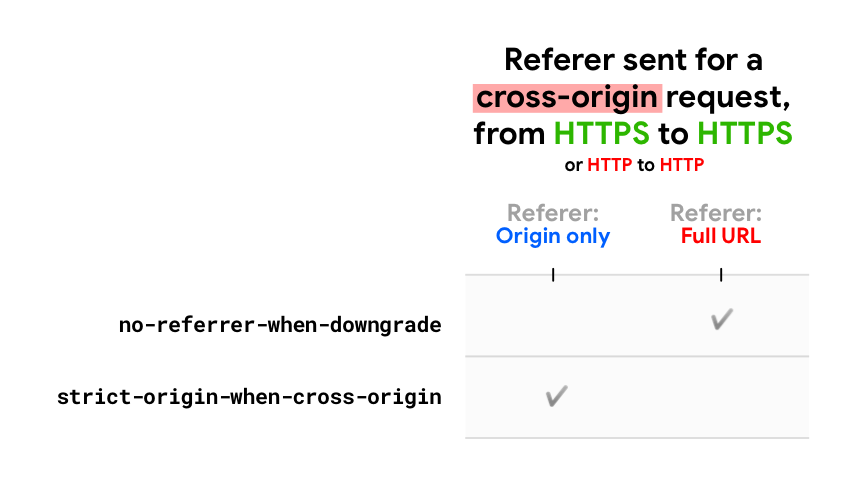 Referer sent for a
cross-origin request,
from HTTPS to HTTPS
or HTTP to HTTP
Referer: Referer:
Origin only Full URL
no-referrer-when-downgrade ✔
strict-origin-when-cross-origin ✔